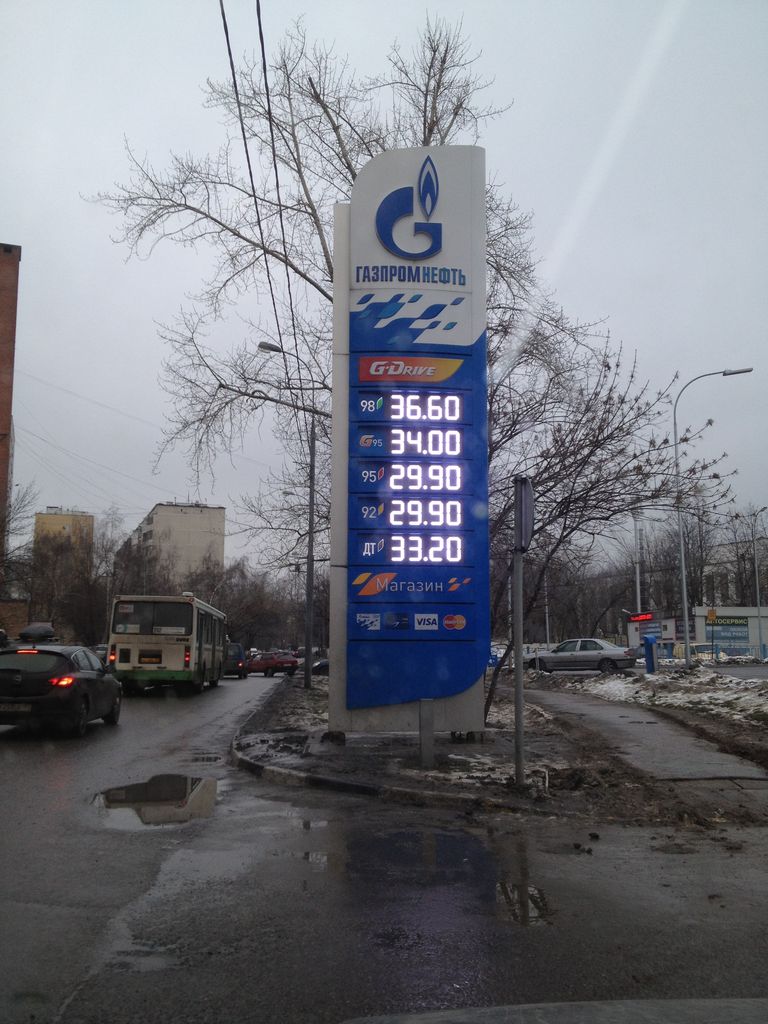 ГАЗПРОМНЕФТЬ
G-DRIVE
98 36.60
G95 34.00
95 29.90
92 29.90
ДТ 33.20
Магазин
VISA MasterCard
АВТОСЕРВИС